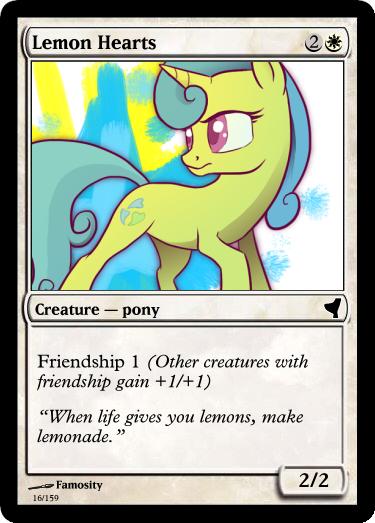 Lemon Hearts 2
Creature — pony
Friendship 1 (Other creatures with
friendship gain +1/+1)
“When life gives you lemons, make
lemonade.”
2/2
Famosity
16/159